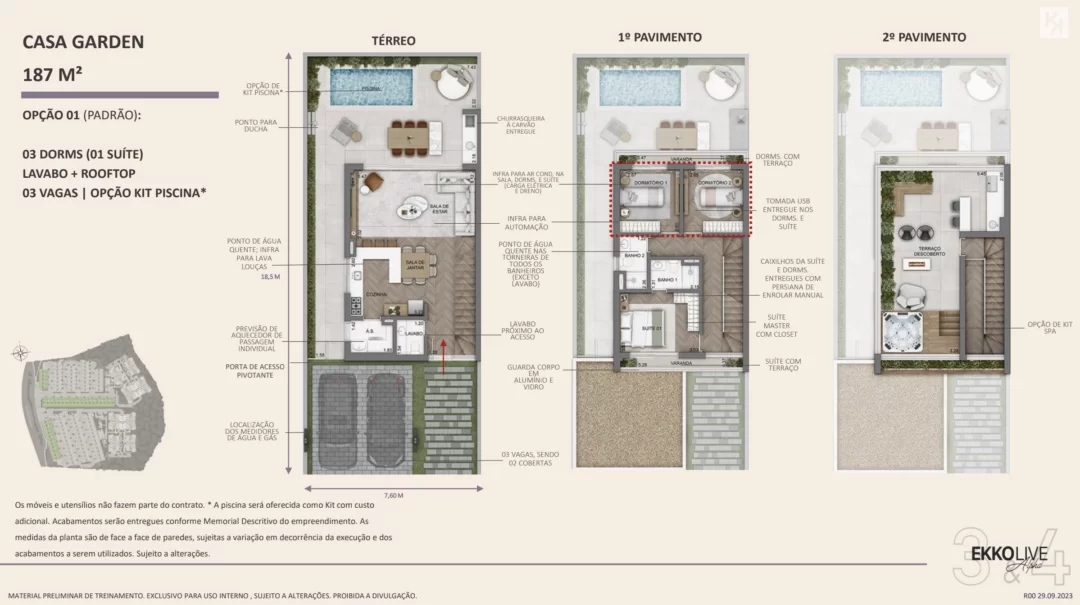 CASA GARDEN
187 M²
OPÇÃO 01 (PADRÃO):
03 DORMS (01 SUÍTE)
LAVABO + ROOFTOP
03 VAGAS | OPÇÃO KIT PISCINA*
TÉRREO
OPÇÃO DE
KIT PISCINA*
PONTO PARA
DUCHA
PONTO DE ÁGUA
QUENTE; INFRA
PARA LAVA
LOUÇAS
18,5 M
PREVISÃO DE
AQUECEDOR DE
PASSAGEM
INDIVIDUAL
PORTA DE ACESSO
PIVOTANTE
LOCALIZAÇÃO
DOS MEDIDORES
DE ÁGUA E GÁS
PISCINA
SALA DE
ESTAR
SALA DE
JANTAR
COZINHA
A.S.
LAVABO
7,60 M
CHURRASQUEIRA
A CARVÃO
ENTREGUE
INFRA PARA AR COND. NA
SALA, DORMS. E SUÍTE
(CARGA ELÉTRICA
E DRENO)
INFRA PARA
AUTOMAÇÃO
PONTO DE ÁGUA
QUENTE NAS
TORNEIRAS DE
TODOS OS
BANHEIROS
(EXCETO
LAVABO)
LAVABO
PRÓXIMO AO
ACESSO
GUARDA CORPO
EM
ALUMÍNIO E
VIDRO
03 VAGAS, SENDO
02 COBERTAS
1º PAVIMENTO
VARANDA
DORMITÓRIO 1
DORMITÓRIO 2
BANHO 2
BANHO 1
SUÍTE 01
VARANDA
DORMS. COM
TERRAÇO
TOMADA USB
ENTREGUE NOS
DORMS. E
SUÍTE
CAIXILHOS DA SUÍTE
E DORMS.
ENTREGUES COM
PERSIANA DE
ENROLAR MANUAL
SUÍTE
MASTER
COM CLOSET
SUÍTE COM
TERRAÇO
2º PAVIMENTO
TERRAÇO
DESCOBERTO
OPÇÃO DE KIT
SPA
Os móveis e utensílios não fazem parte do contrato. * A piscina será oferecida como Kit com custo
adicional. Acabamentos serão entregues conforme Memorial Descritivo do empreendimento. As
medidas da planta são de face a face de paredes, sujeitas a variação em decorrência da execução e dos
acabamentos a serem utilizados. Sujeito a alterações.
3&4
EKKOLIVE
Alpha
MATERIAL PRELIMINAR DE TREINAMENTO. EXCLUSIVO PARA USO INTERNO , SUJEITO A ALTERAÇÕES. PROIBIDA A DIVULGAÇÃO.
R00 29.09.2023